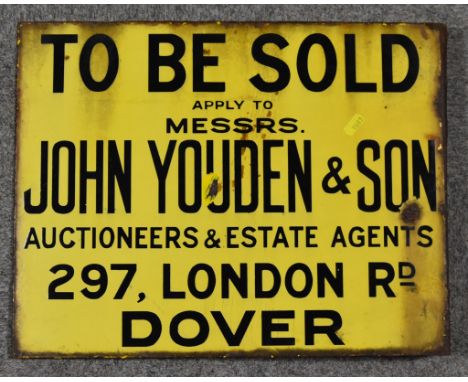 TO BE SOLD
APPLY TO
MESSRS.
JOHN YOUDEN & SON
AUCTIONEERS & ESTATE AGENTS
297, LONDON RD
DOVER